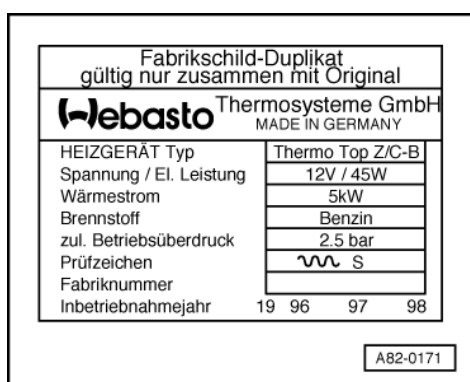 Fabrikschild-Duplikat
gültig nur zusammen mit Original
Webasto Thermosysteme GmbH
MADE IN GERMANY
HEIZGERÄT Typ Thermo Top Z/C-B
Spannung / El. Leistung 12V / 45W
Wärmestrom 5kW
Brennstoff Benzin
zul. Betriebsüberdruck 2.5 bar
Prüfzeichen S
Fabriknummer
Inbetriebnahmejahr 19 96 97 98
A82-0171